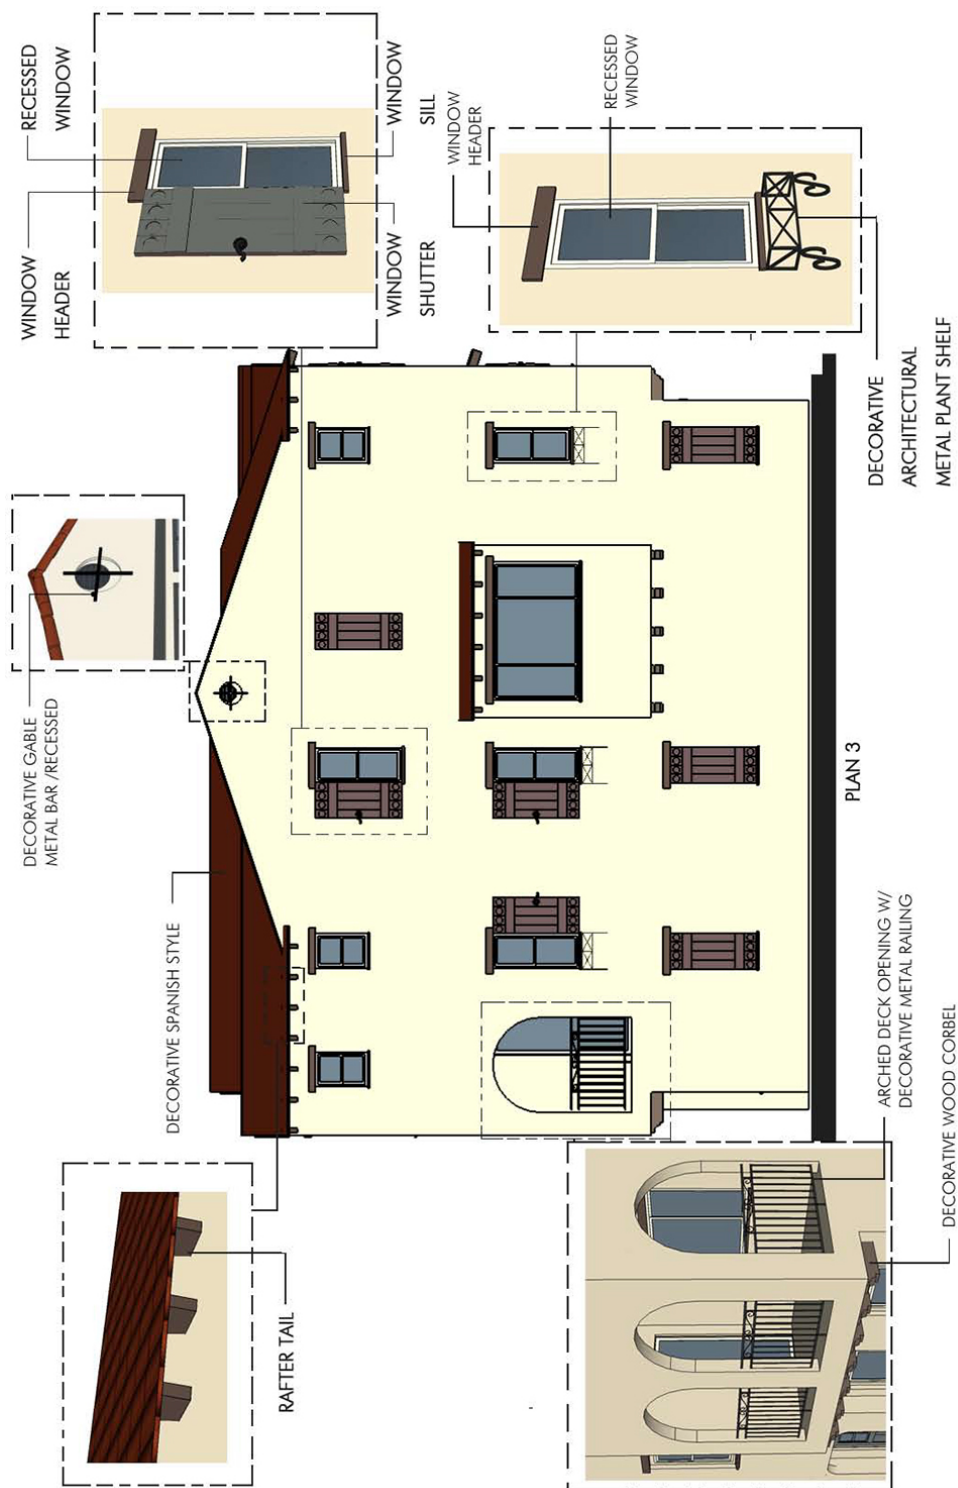 RECESSED
WINDOW
WINDOW
HEADER
WINDOW
SILL
WINDOW
SHUTTER
WINDOW
HEADER
RECESSED
WINDOW
DECORATIVE
ARCHITECTURAL
METAL PLANT SHELF
DECORATIVE GABLE
METAL BAR /RECESSED
DECORATIVE SPANISH STYLE
RAFTER TAIL
PLAN 3
ARCHED DECK OPENING W/
DECORATIVE METAL RAILING
DECORATIVE WOOD CORBEL